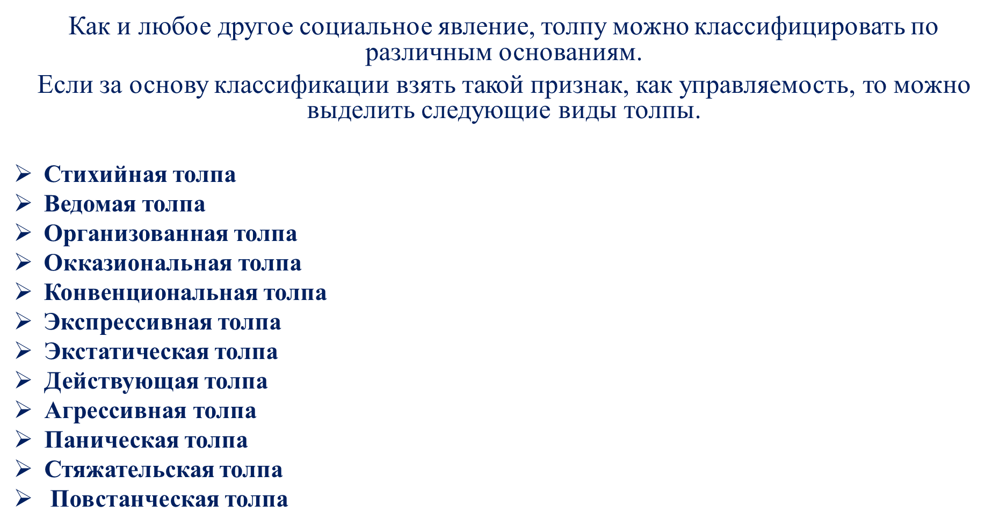 Как и любое другое социальное явление, толпу можно классифицировать по
различным основаниям.
Если за основу классификации взять такой признак, как управляемость, то можно
выделить следующие виды толпы.
Стихийная толпа
Ведомая толпа
Организованная толпа
Окказиональная толпа
Конвенциональная толпа
Экспрессивная толпа
Экстатическая толпа
Действующая толпа
Агрессивная толпа
Паническая толпа
Стяжательская толпа
Повстанческая толпа